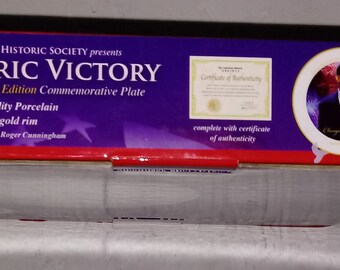 HISTORIC SOCIETY presents
RIC VICTORY
Edition Commemorative Plate
lity Porcelain
gold rim
Roger Cunningham
Certificate of Authenticity
complete with certificate
of authenticity